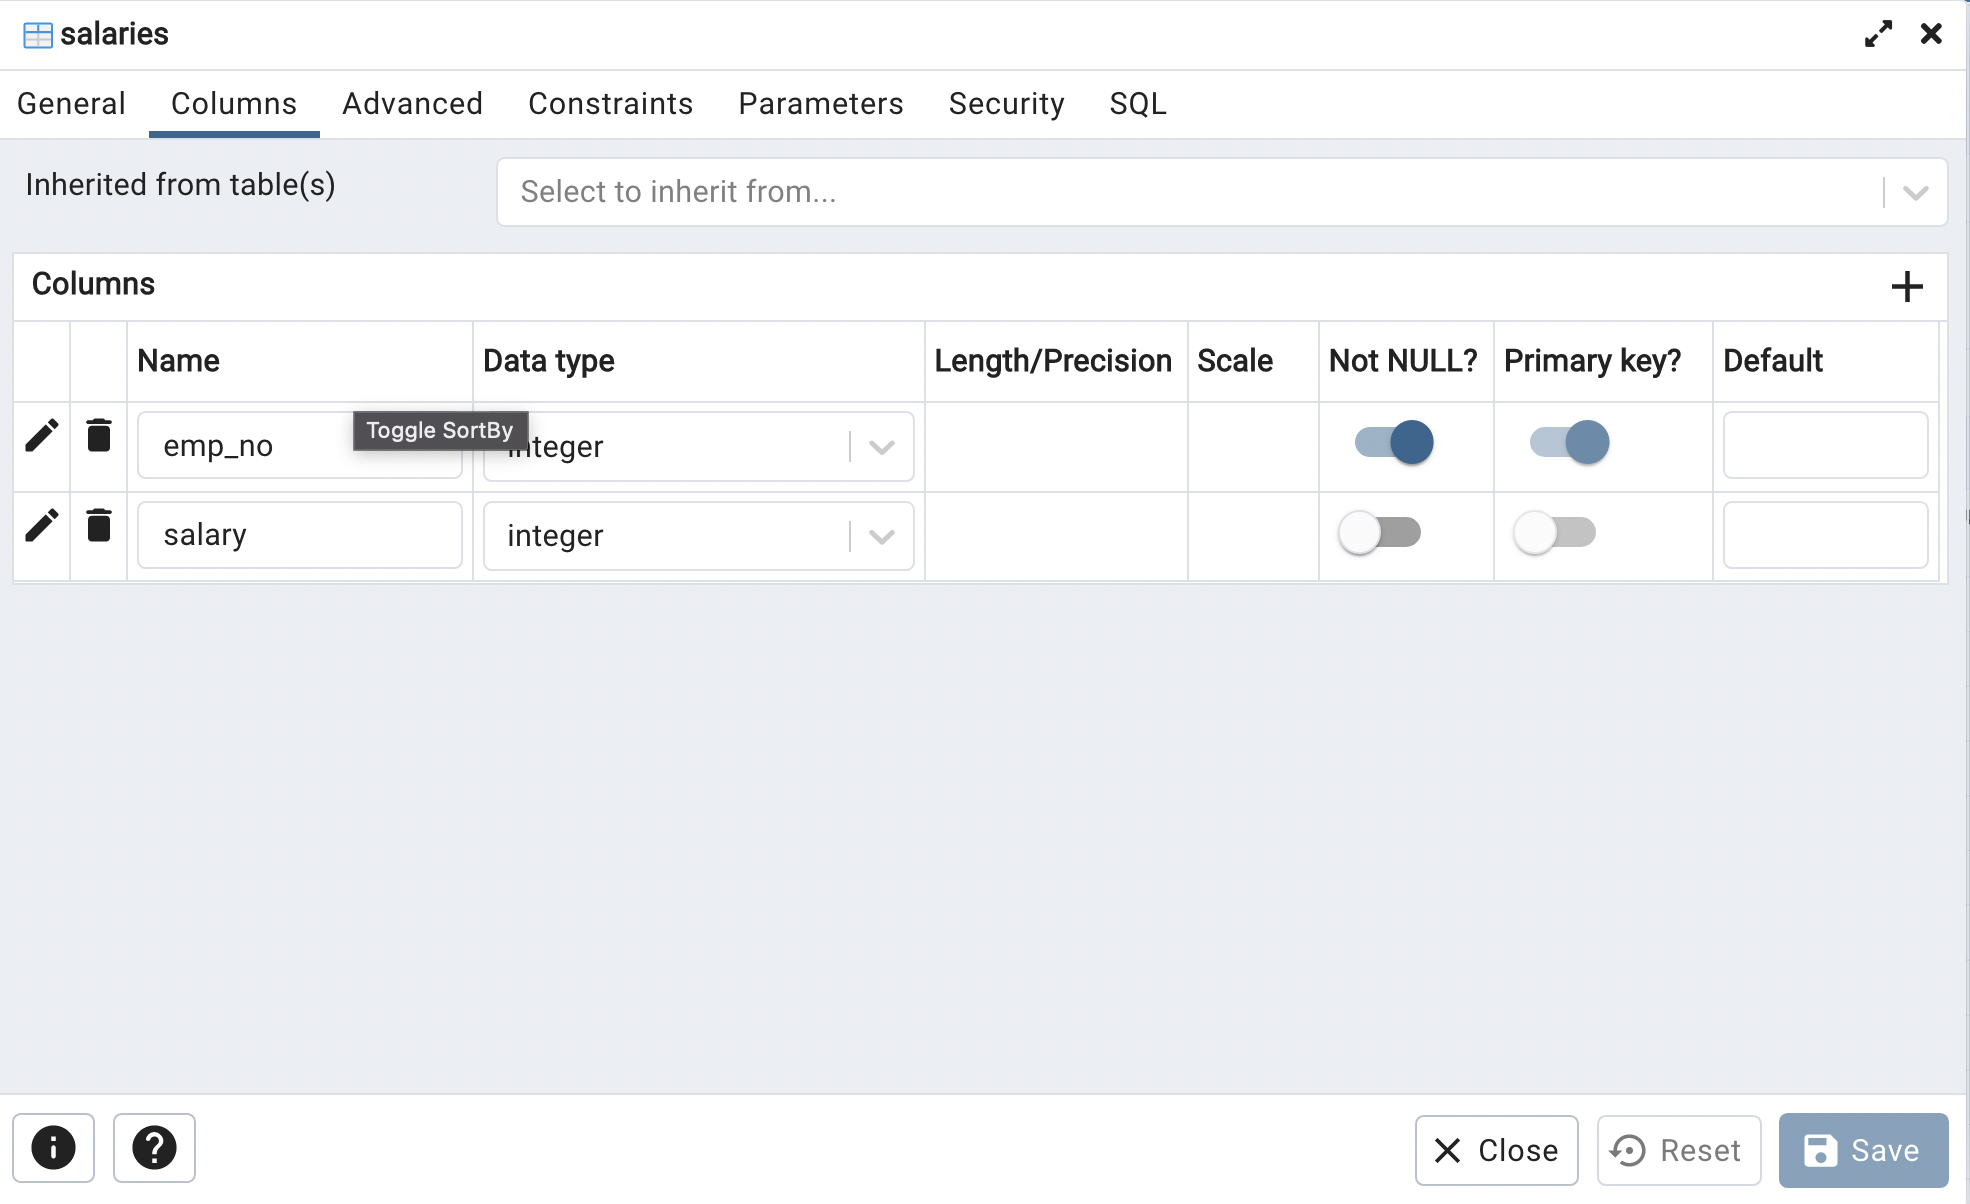 salaries
General Columns Advanced Constraints Parameters Security SQL
Inherited from table(s) Select to inherit from...
Columns
Name Data type Length/Precision Scale Not NULL? Primary key? Default
emp_no Toggle SortBy integer
salary integer
Close Reset Save